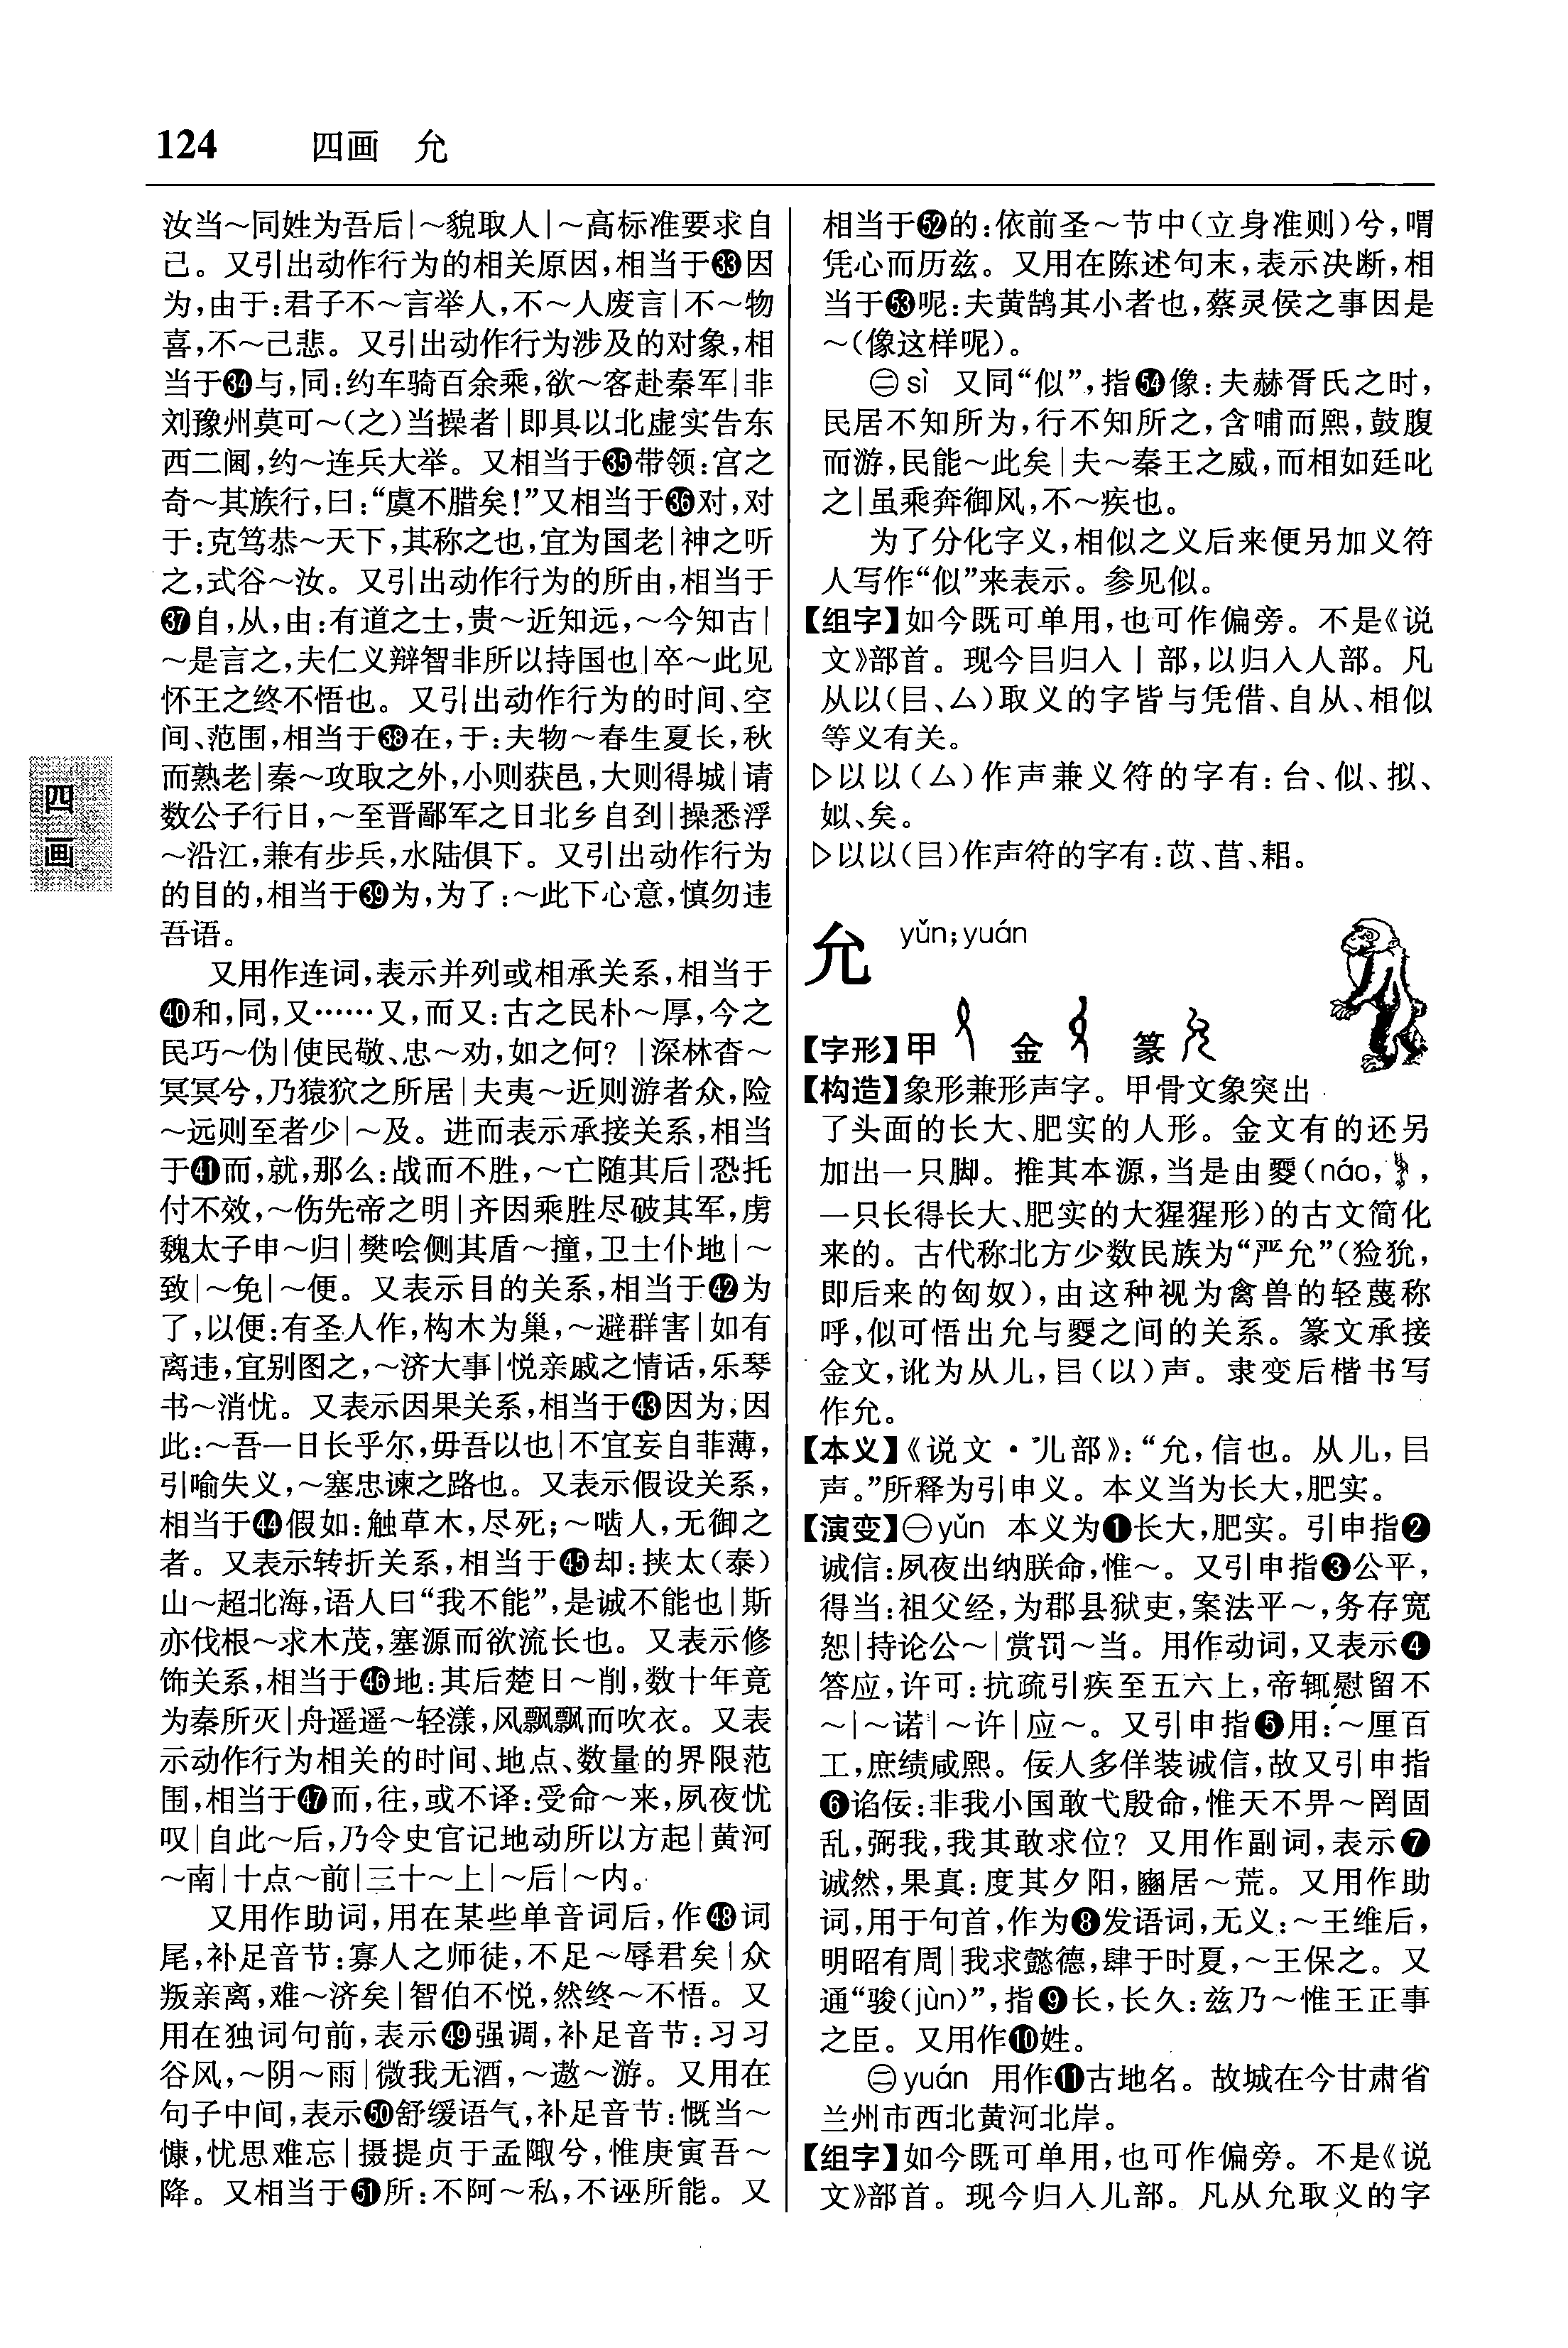 124 四画 允
汝当～同姓为吾后|～貌取人|～高标准要求自
己。又引出动作行为的相关原因,相当于㉝因
为,由于:君子不～言举人,不～人废言|不～物
喜,不～己悲。又引出动作行为涉及的对象,相
当于㉞与,同:约车骑百余乘,欲～客赴秦军|非
刘豫州莫可～(之)当操者|即具以北虚实告东
西二阃,约～连兵大举。又相当于㉟带领:宫之
奇～其族行,曰:“虞不腊矣!”又相当于㊱对,对
于:克笃恭～天下,其称之也,宜为国老|神之听
之,式谷～汝。又引出动作行为的所由,相当于
㊲自,从,由:有道之士,贵～近知远,～今知古|
～是言之,夫仁义辩智非所以持国也|卒～此见
怀王之终不悟也。又引出动作行为的时间、空
间、范围,相当于㊳在,于:夫物～春生夏长,秋
而熟老|秦～攻取之外,小则获邑,大则得城|请
数公子行日,～至晋鄙军之日北乡自刭|操悉浮
～沿江,兼有步兵,水陆俱下。又引出动作行为
的目的,相当于㊴为,为了:～此下心意,慎勿违
吾语。
又用作连词,表示并列或相承关系,相当于
㊵和,同,又……又,而又:古之民朴～厚,今之
民巧～伪|使民敬、忠～劝,如之何?|深林杳～
冥冥兮,乃猿狖之所居|夫夷～近则游者众,险
～远则至者少|～及。进而表示承接关系,相当
于㊶而,就,那么:战而不胜,～亡随其后|恐托
付不效,～伤先帝之明|齐因乘胜尽破其军,虏
魏太子申～归|樊哙侧其盾～撞,卫士仆地|～
致|～免|～便。又表示目的关系,相当于㊷为
了,以便:有圣人作,构木为巢,～避群害|如有
离违,宜别图之,～济大事|悦亲戚之情话,乐琴
书～消忧。又表示因果关系,相当于㊸因为,因
此:～吾一日长乎尔,毋吾以也|不宜妄自菲薄,
引喻失义,～塞忠谏之路也。又表示假设关系,
相当于㊹假如:触草木,尽死;～啮人,无御之
者。又表示转折关系,相当于㊺却:挟太(泰)
山～超北海,语人曰“我不能”,是诚不能也|斯
亦伐根～求木茂,塞源而欲流长也。又表示修
饰关系,相当于㊻地:其后楚日～削,数十年竟
为秦所灭|舟遥遥～轻漾,风飘飘而吹衣。又表
示动作行为相关的时间、地点、数量的界限范
围,相当于㊼而,往,或不译:受命～来,夙夜忧
叹|自此～后,乃令史官记地动所以方起|黄河
～南|十点～前|三十～上|～后|～内。
又用作助词,用在某些单音词后,作㊽词
尾,补足音节:寡人之师徒,不足～辱君矣|众
叛亲离,难～济矣|智伯不悦,然终～不悟。又
用在独词句前,表示㊾强调,补足音节:习习
谷风,～阴～雨|微我无酒,～遨～游。又用在
句子中间,表示㊿舒缓语气,补足音节:慨当～
慷,忧思难忘|摄提贞于孟陬兮,惟庚寅吾～
降。又相当于51所:不阿～私,不诬所能。又
相当于52的:依前圣～节中(立身准则)兮,喟
凭心而历兹。又用在陈述句末,表示决断,相
当于53呢:夫黄鹄其小者也,蔡灵侯之事因是
～(像这样呢)。
㊁sì 又同“似”,指54像:夫赫胥氏之时,
民居不知所为,行不知所之,含哺而熙,鼓腹
而游,民能～此矣|夫～秦王之威,而相如廷叱
之|虽乘奔御风,不～疾也。
为了分化字义,相似之义后来便另加义符
人写作“似”来表示。参见似。
【组字】如今既可单用,也可作偏旁。不是《说
文》部首。现今㠯归入丨部,以归入人部。凡
从以(㠯、厶)取义的字皆与凭借、自从、相似
等义有关。
▷以以(厶)作声兼义符的字有:台、似、拟、
姒、矣。
▷以以(㠯)作声符的字有:苡、苢、耜。
四画
允 yǔn;yuán
【字形】甲 金 篆
【构造】象形兼形声字。甲骨文象突出
了头面的长大、肥实的人形。金文有的还另
加出一只脚。推其本源,当是由夒(náo, ,
一只长得长大、肥实的大猩猩形)的古文简化
来的。古代称北方少数民族为“严允”(猃狁,
即后来的匈奴),由这种视为禽兽的轻蔑称
呼,似可悟出允与夒之间的关系。篆文承接
金文,讹为从儿,㠯(以)声。隶变后楷书写
作允。
【本义】《说文·儿部》:“允,信也。从儿,㠯
声。”所释为引申义。本义当为长大,肥实。
【演变】㊀yǔn 本义为❶长大,肥实。引申指❷
诚信:夙夜出纳朕命,惟～。又引申指❸公平,
得当:祖父经,为郡县狱吏,案法平～,务存宽
恕|持论公～|赏罚～当。用作动词,又表示❹
答应,许可:抗疏引疾至五六上,帝辄慰留不
～|～诺|～许|应～。又引申指❺用:～厘百
工,庶绩咸熙。佞人多佯装诚信,故又引申指
❻谄佞:非我小国敢弋殷命,惟天不畀～罔固
乱,弼我,我其敢求位?又用作副词,表示❼
诚然,果真:度其夕阳,豳居～荒。又用作助
词,用于句首,作为❽发语词,无义:～王维后,
明昭有周|我求懿德,肆于时夏,～王保之。又
通“骏(jùn)”,指❾长,长久:兹乃～惟王正事
之臣。又用作❿姓。
㊁yuán 用作⓫古地名。故城在今甘肃省
兰州市西北黄河北岸。
【组字】如今既可单用,也可作偏旁。不是《说
文》部首。现今归入儿部。凡从允取义的字